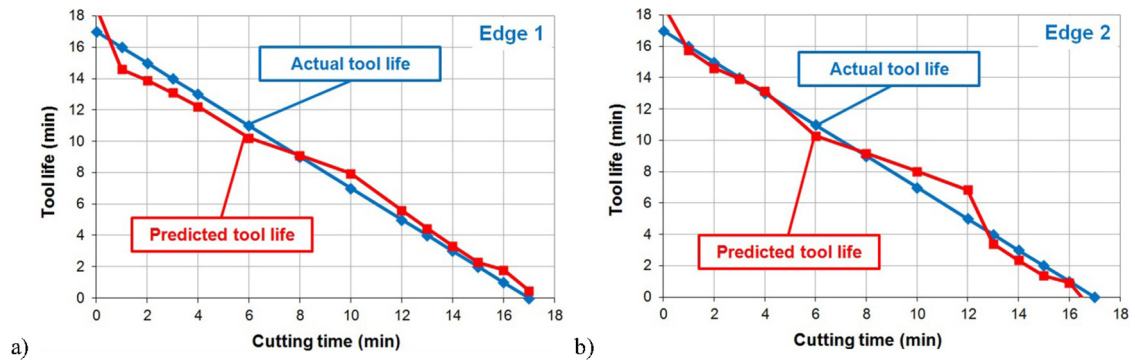 Edge 1
Actual tool life
Predicted tool life
Tool life (min)
18
16
14
12
10
8
6
4
2
0
0 2 4 6 8 10 12 14 16 18
Cutting time (min)
a)
Edge 2
Actual tool life
Predicted tool life
Tool life (min)
18
16
14
12
10
8
6
4
2
0
0 2 4 6 8 10 12 14 16 18
Cutting time (min)
b)